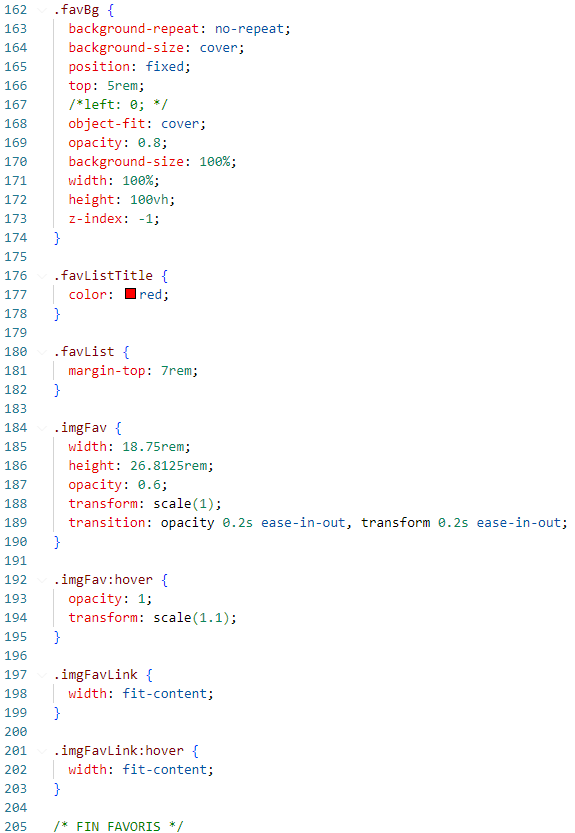 162 .favBg {
163 background-repeat: no-repeat;
164 background-size: cover;
165 position: fixed;
166 top: 5rem;
167 /*left: 0; */
168 object-fit: cover;
169 opacity: 0.8;
170 background-size: 100%;
171 width: 100%;
172 height: 100vh;
173 z-index: -1;
174 }
175
176 .favListTitle {
177 color: red;
178 }
179
180 .favList {
181 margin-top: 7rem;
182 }
183
184 .imgFav {
185 width: 18.75rem;
186 height: 26.8125rem;
187 opacity: 0.6;
188 transform: scale(1);
189 transition: opacity 0.2s ease-in-out, transform 0.2s ease-in-out;
190 }
191
192 .imgFav:hover {
193 opacity: 1;
194 transform: scale(1.1);
195 }
196
197 .imgFavLink {
198 width: fit-content;
199 }
200
201 .imgFavLink:hover {
202 width: fit-content;
203 }
204
205 /* FIN FAVORIS */